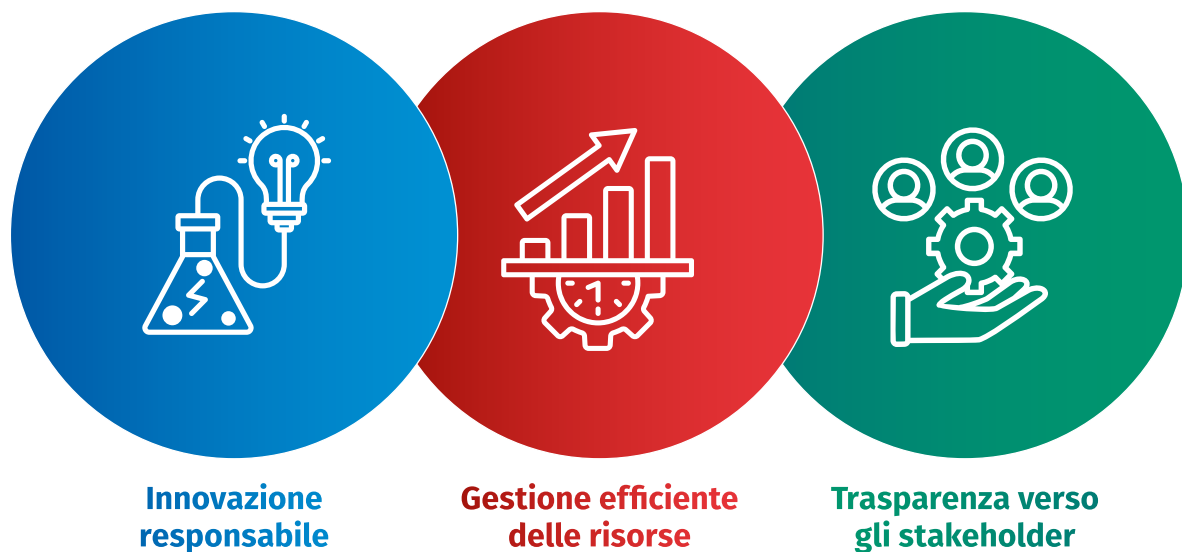 Innovazione
responsabile
Gestione efficiente
delle risorse
Trasparenza verso
gli stakeholder